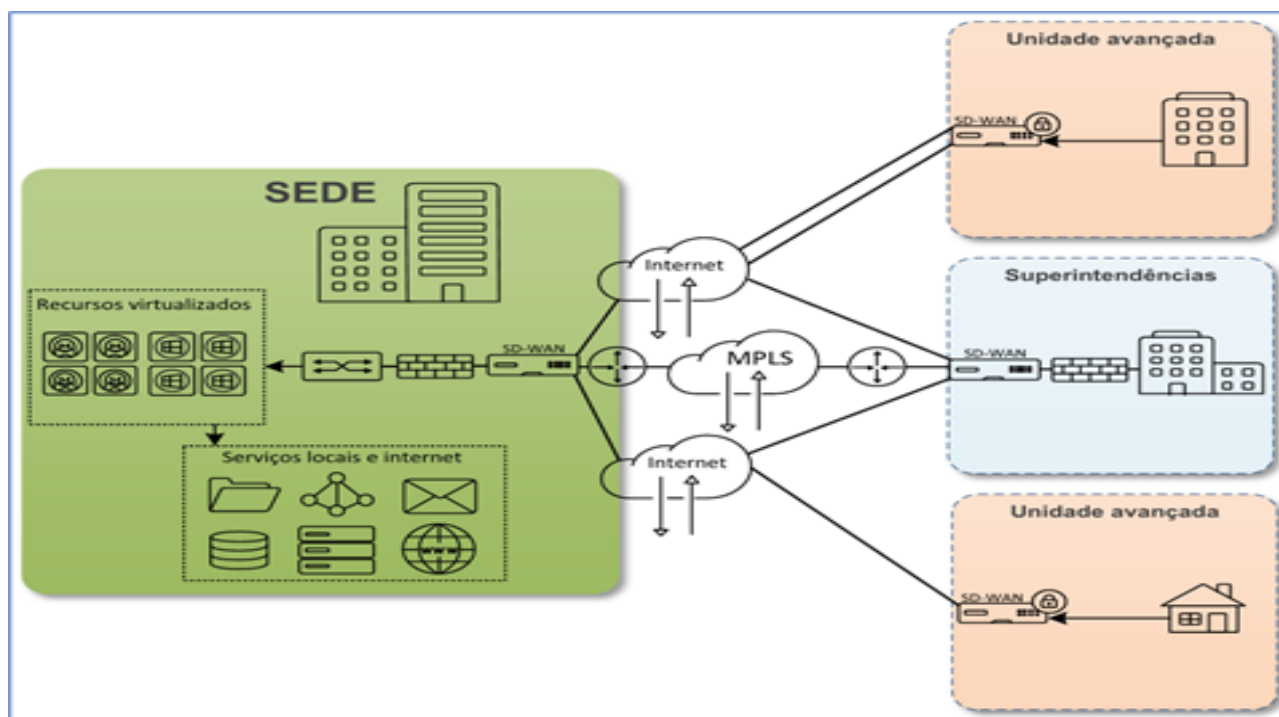 Unidade avançada
SD-WAN
SEDE
Internet
Superintendências
Recursos virtualizados
SD-WAN
MPLS
SD-WAN
Serviços locais e internet
Internet
WWW
Unidade avançada
SD-WAN